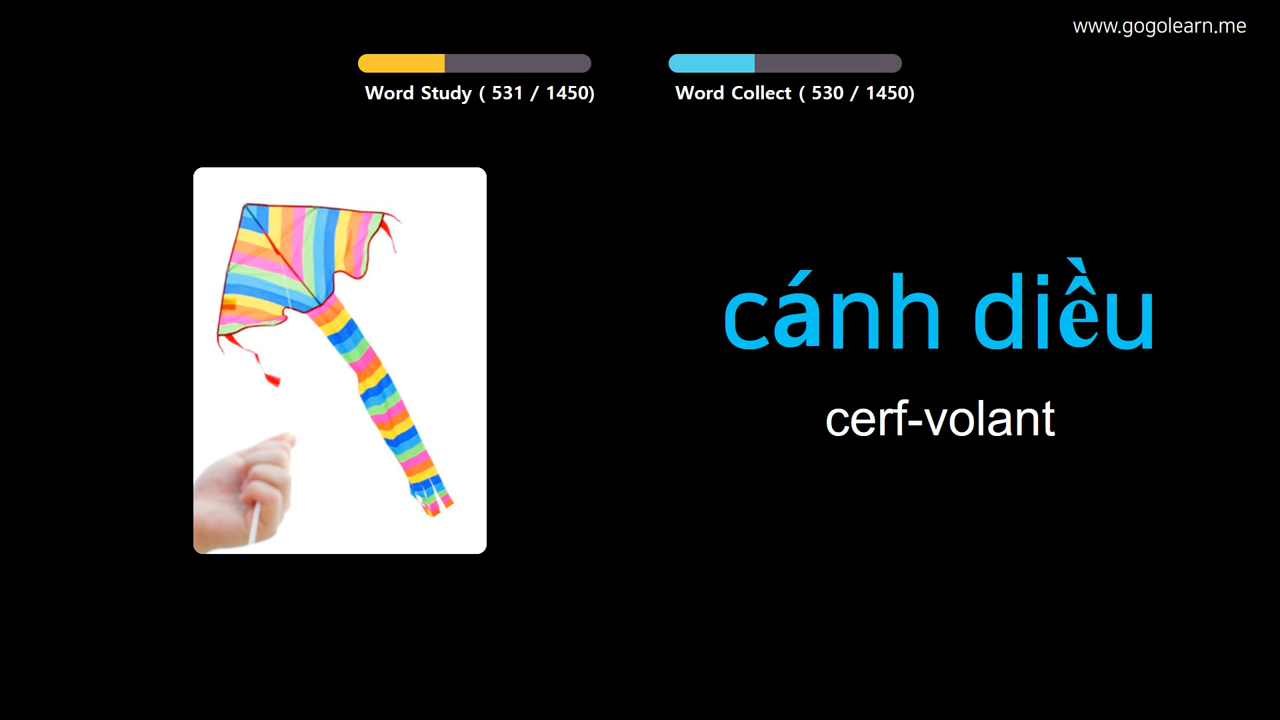 www.gogolearn.me
Word Study ( 531 / 1450)
Word Collect ( 530 / 1450)
cánh diều
cerf-volant